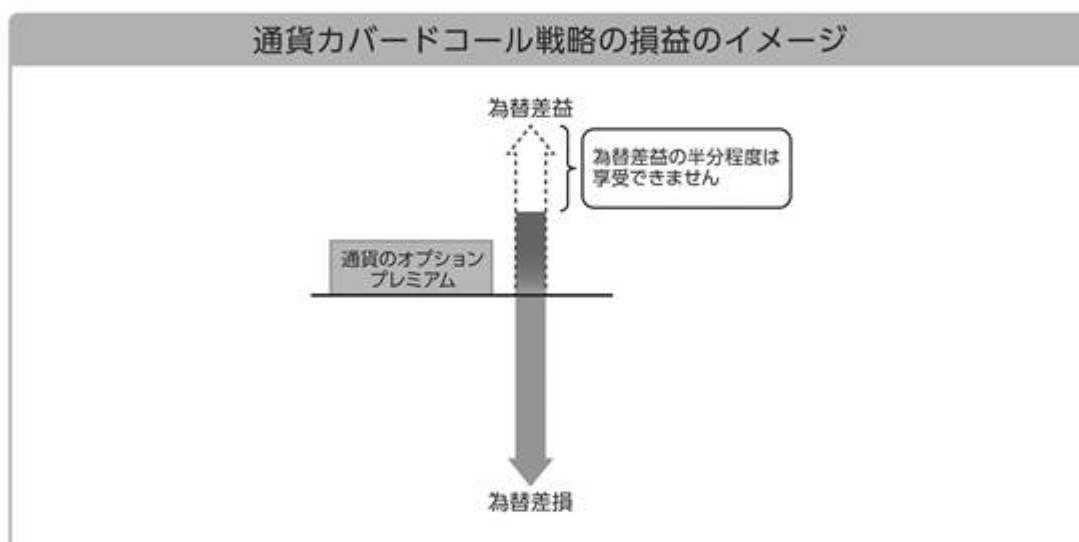 通貨カバードコール戦略の損益のイメージ
為替差益
為替差益の半分程度は
享受できません
通貨のオプション
プレミアム
為替差損